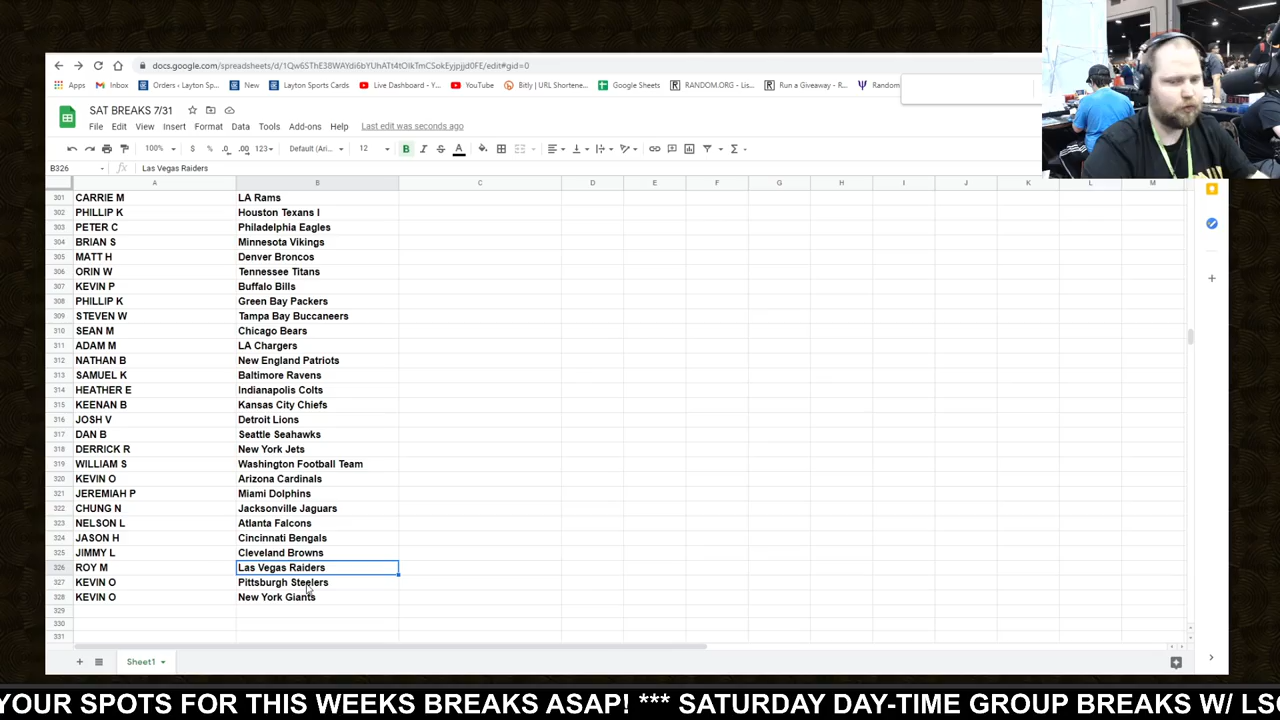 docs.google.com/spreadsheets/d/1Qw6SThE38WAYdi6bYUhATt4tOIkTmCSokEyjpjjd0FE/edit#gid=0
Apps Inbox Orders ‹ Layton Sp... New Layton Sports Cards Live Dashboard - Y... YouTube Bitly | URL Shortene... Google Sheets RANDOM.ORG - Lis... Run a Giveaway - R... Random
SAT BREAKS 7/31
File Edit View Insert Format Data Tools Add-ons Help Last edit was seconds ago
100% $ % .0 .00 123 Default (Ari... 12 B I S A
B326 fx Las Vegas Raiders
A B C D E F G H I J K L M
301 CARRIE M LA Rams
302 PHILLIP K Houston Texans I
303 PETER C Philadelphia Eagles
304 BRIAN S Minnesota Vikings
305 MATT H Denver Broncos
306 ORIN W Tennessee Titans
307 KEVIN P Buffalo Bills
308 PHILLIP K Green Bay Packers
309 STEVEN W Tampa Bay Buccaneers
310 SEAN M Chicago Bears
311 ADAM M LA Chargers
312 NATHAN B New England Patriots
313 SAMUEL K Baltimore Ravens
314 HEATHER E Indianapolis Colts
315 KEENAN B Kansas City Chiefs
316 JOSH V Detroit Lions
317 DAN B Seattle Seahawks
318 DERRICK R New York Jets
319 WILLIAM S Washington Football Team
320 KEVIN O Arizona Cardinals
321 JEREMIAH P Miami Dolphins
322 CHUNG N Jacksonville Jaguars
323 NELSON L Atlanta Falcons
324 JASON H Cincinnati Bengals
325 JIMMY L Cleveland Browns
326 ROY M Las Vegas Raiders
327 KEVIN O Pittsburgh Steelers
328 KEVIN O New York Giants
329
330
331
Sheet1
YOUR SPOTS FOR THIS WEEKS BREAKS ASAP! *** SATURDAY DAY-TIME GROUP BREAKS W/ LS